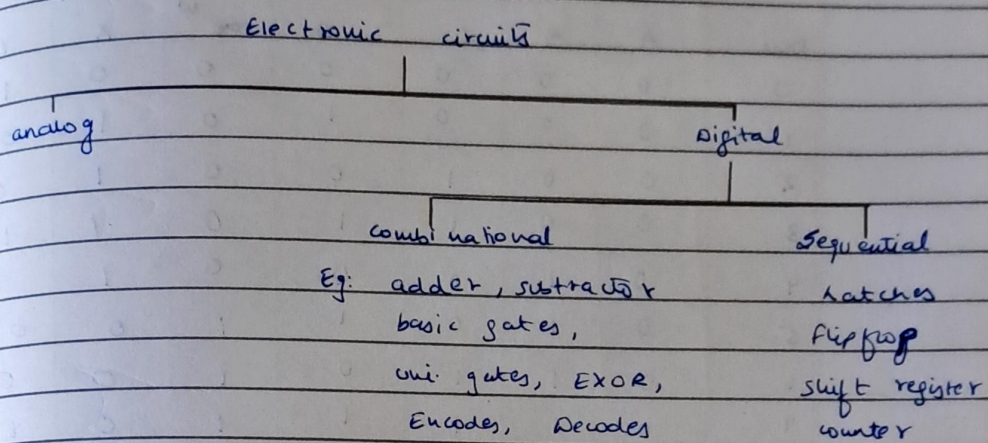 Electronic circuits
analog Digital
combinational Sequential
Eg: adder, subtractor Latches
basic gates, flipflop
uni. gates, EXOR, shift register
Encodes, Decodes counter